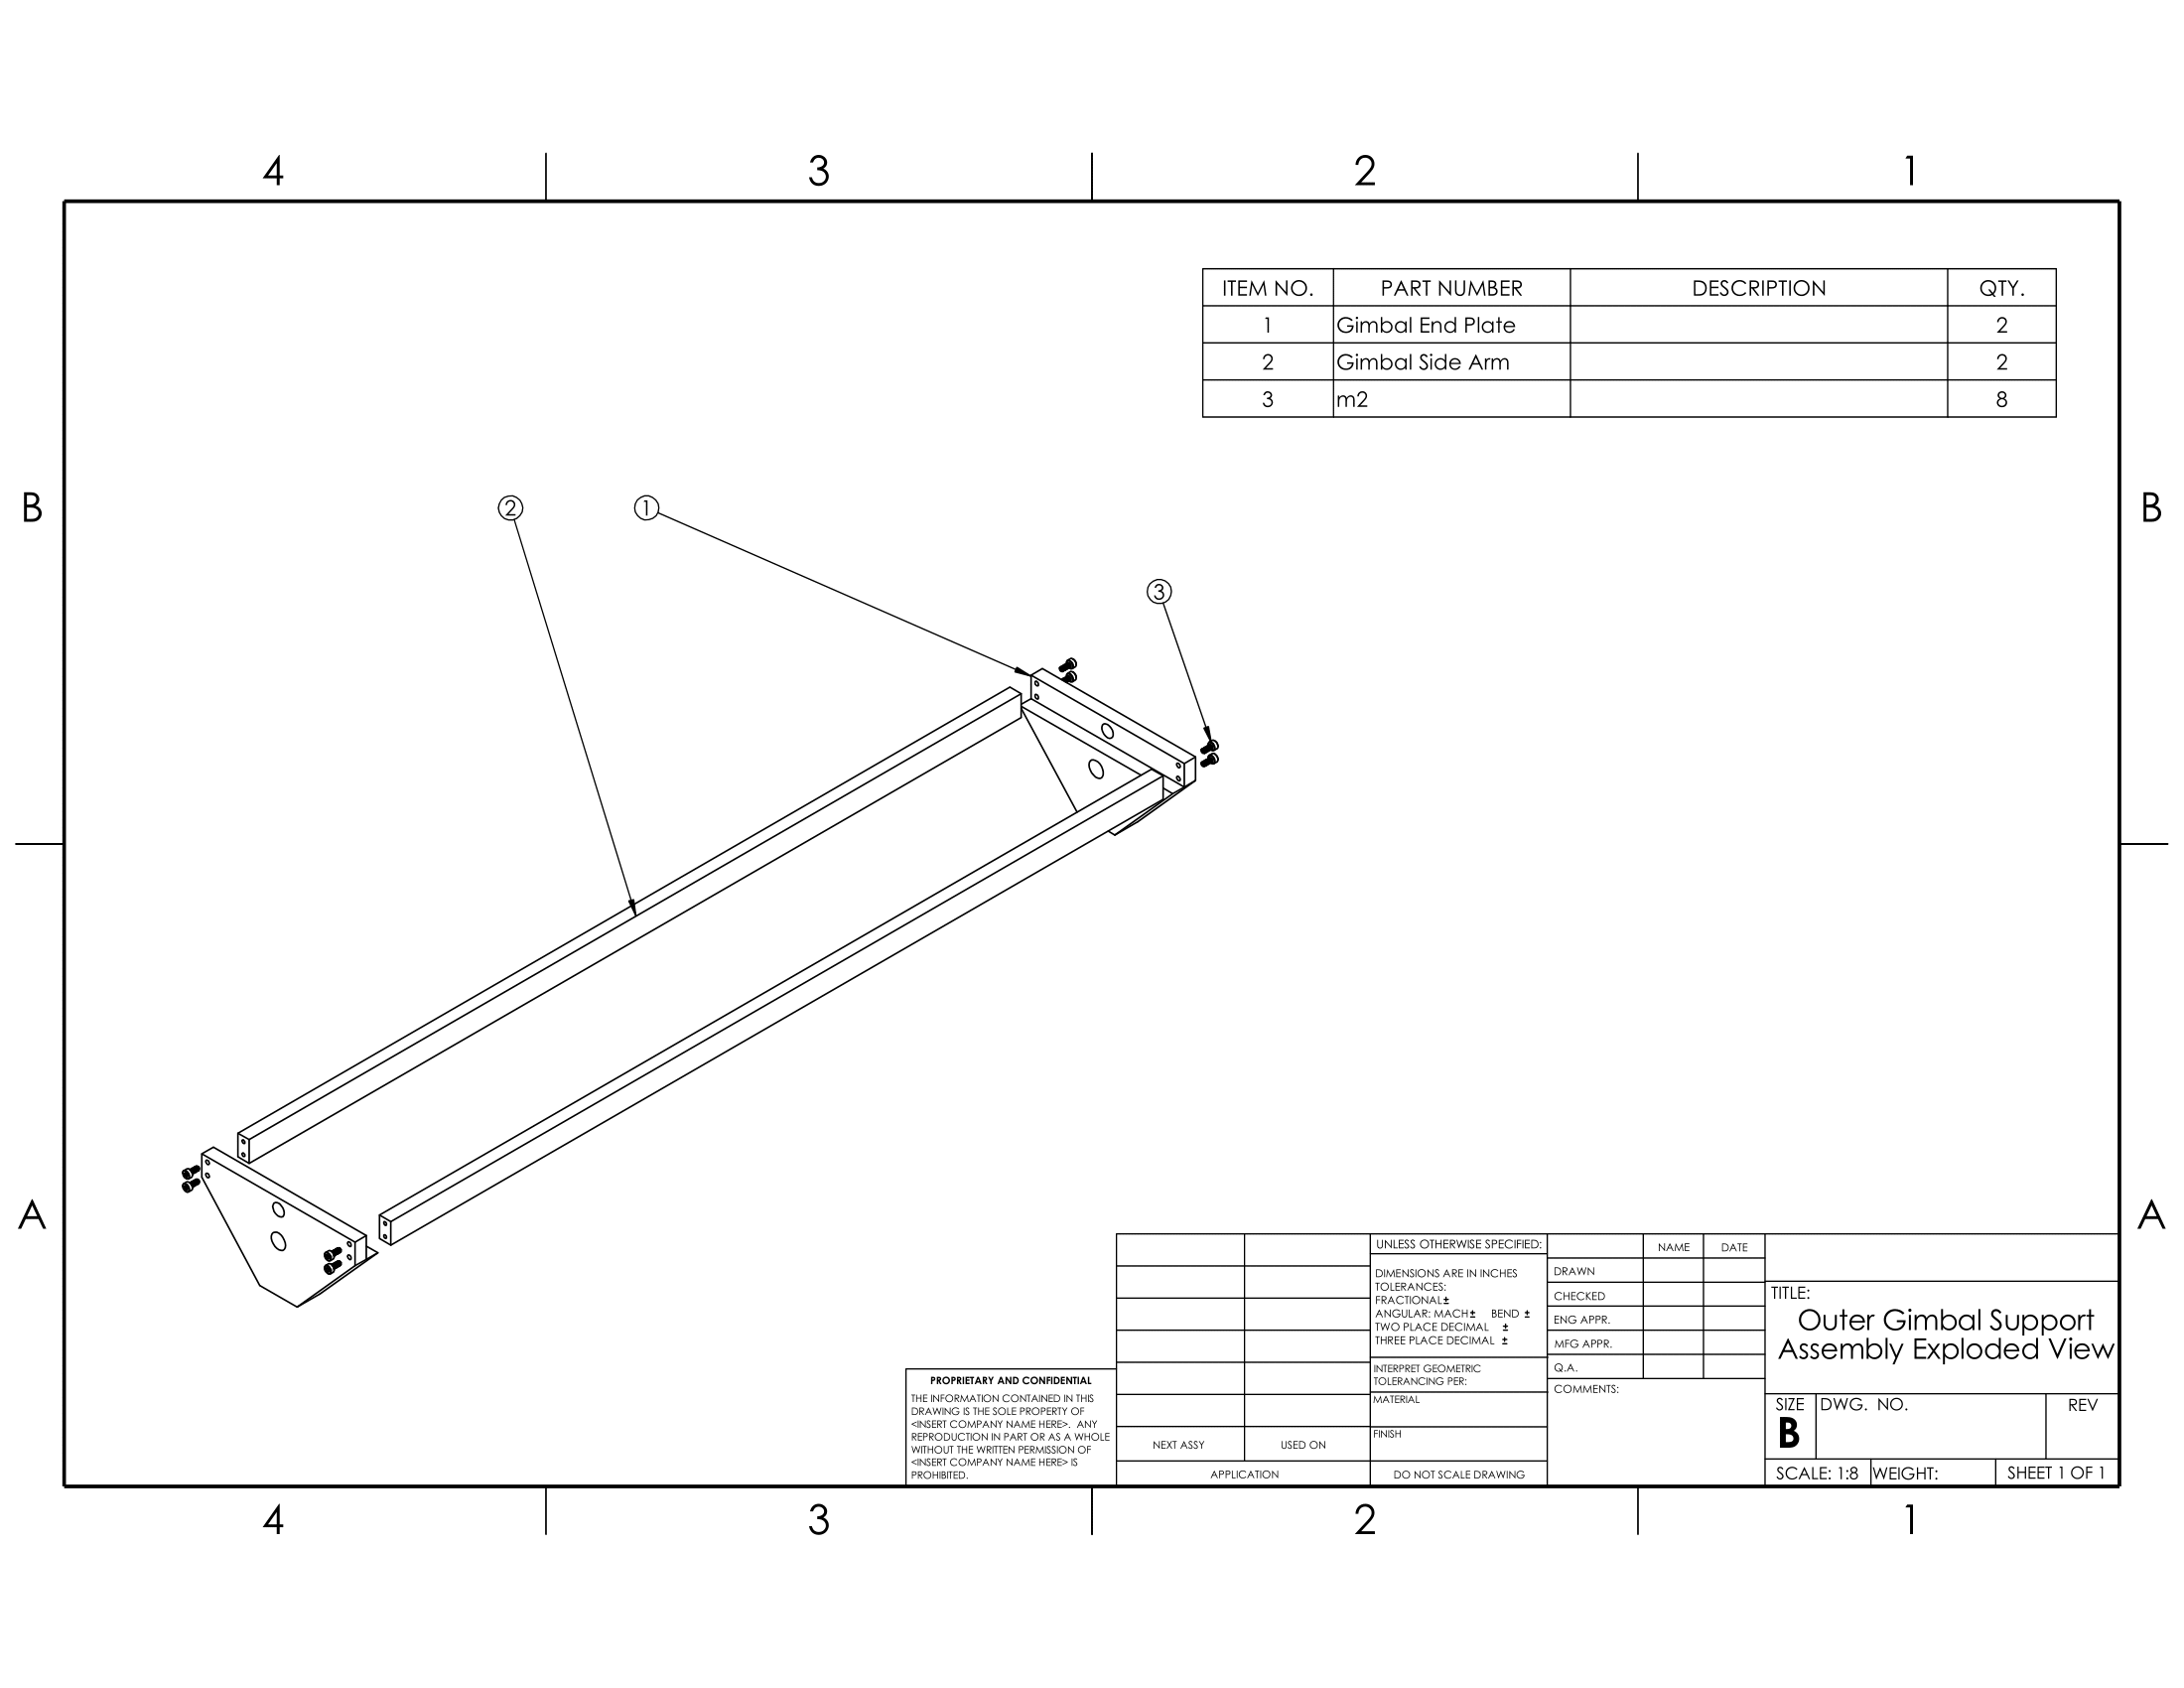 4 3 2 1
ITEM NO. PART NUMBER DESCRIPTION QTY.
1 Gimbal End Plate 2
2 Gimbal Side Arm 2
3 m2 8
B B
2 1
3
A A
PROPRIETARY AND CONFIDENTIAL
THE INFORMATION CONTAINED IN THIS
DRAWING IS THE SOLE PROPERTY OF
<INSERT COMPANY NAME HERE>. ANY
REPRODUCTION IN PART OR AS A WHOLE
WITHOUT THE WRITTEN PERMISSION OF
<INSERT COMPANY NAME HERE> IS
PROHIBITED.
NEXT ASSY USED ON
APPLICATION
UNLESS OTHERWISE SPECIFIED:
DIMENSIONS ARE IN INCHES
TOLERANCES:
FRACTIONAL±
ANGULAR: MACH± BEND ±
TWO PLACE DECIMAL ±
THREE PLACE DECIMAL ±
INTERPRET GEOMETRIC
TOLERANCING PER:
MATERIAL
FINISH
DO NOT SCALE DRAWING
NAME DATE
DRAWN
CHECKED
ENG APPR.
MFG APPR.
Q.A.
COMMENTS:
TITLE:
Outer Gimbal Support
Assembly Exploded View
SIZE DWG. NO. REV
B
SCALE: 1:8 WEIGHT: SHEET 1 OF 1
4 3 2 1